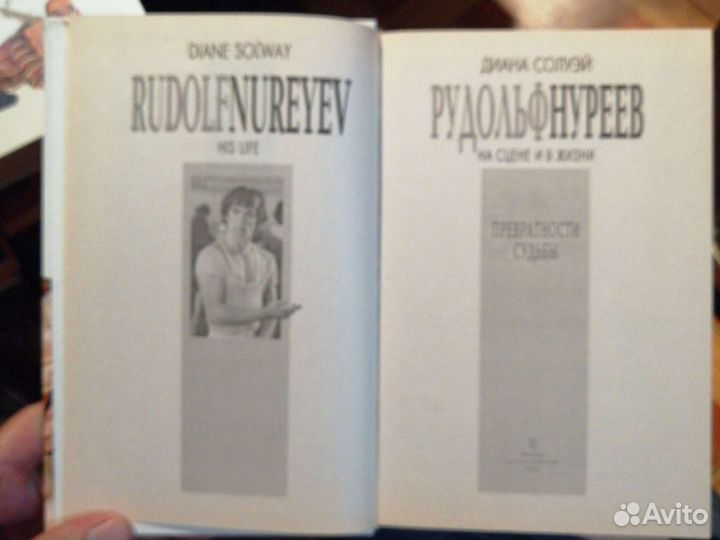 DIANE SOLWAY
RUDOLFNUREYEV
HIS LIFE
ДИАНА СОЛУЭЙ
РУДОЛЬФНУРЕЕВ
НА СЦЕНЕ И В ЖИЗНИ
ПРЕВРАТНОСТИ
СУДЬБЫ
Avito